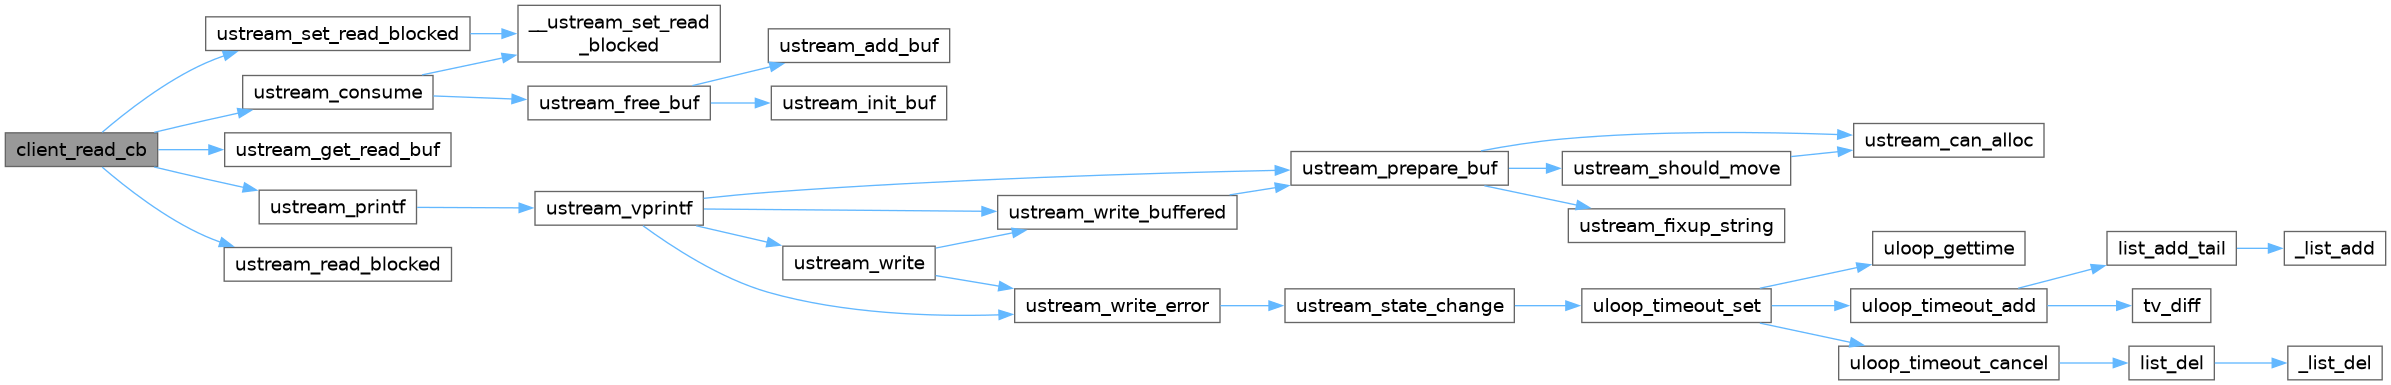 client_read_cb
ustream_set_read_blocked
ustream_consume
ustream_get_read_buf
ustream_printf
ustream_read_blocked
__ustream_set_read
_blocked
ustream_free_buf
ustream_add_buf
ustream_init_buf
ustream_vprintf
ustream_write
ustream_write_buffered
ustream_write_error
ustream_prepare_buf
ustream_should_move
ustream_can_alloc
ustream_fixup_string
ustream_state_change
uloop_timeout_set
uloop_gettime
uloop_timeout_add
uloop_timeout_cancel
list_add_tail
_list_add
tv_diff
list_del
_list_del